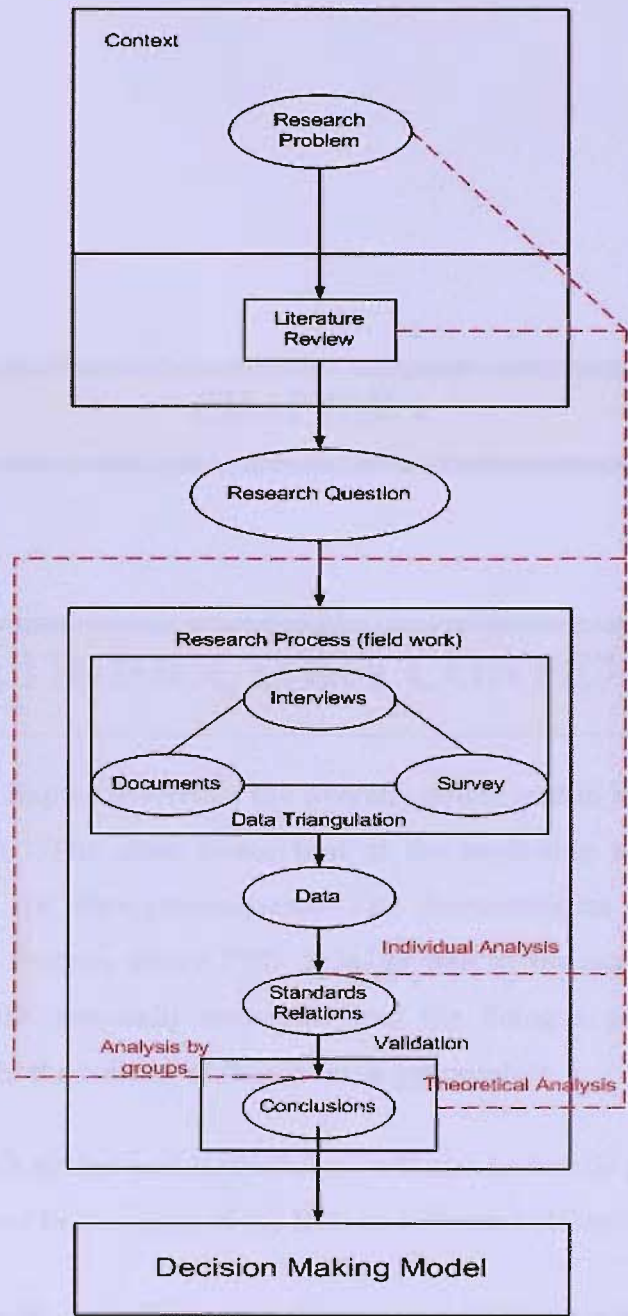 Context
Research
Problem
Literature
Review
Research Question
Research Process (field work)
Interviews
Documents
Survey
Data Triangulation
Data
Individual Analysis
Standards
Relations
Validation
Analysis by
groups
Theoretical Analysis
Conclusions
Decision Making Model